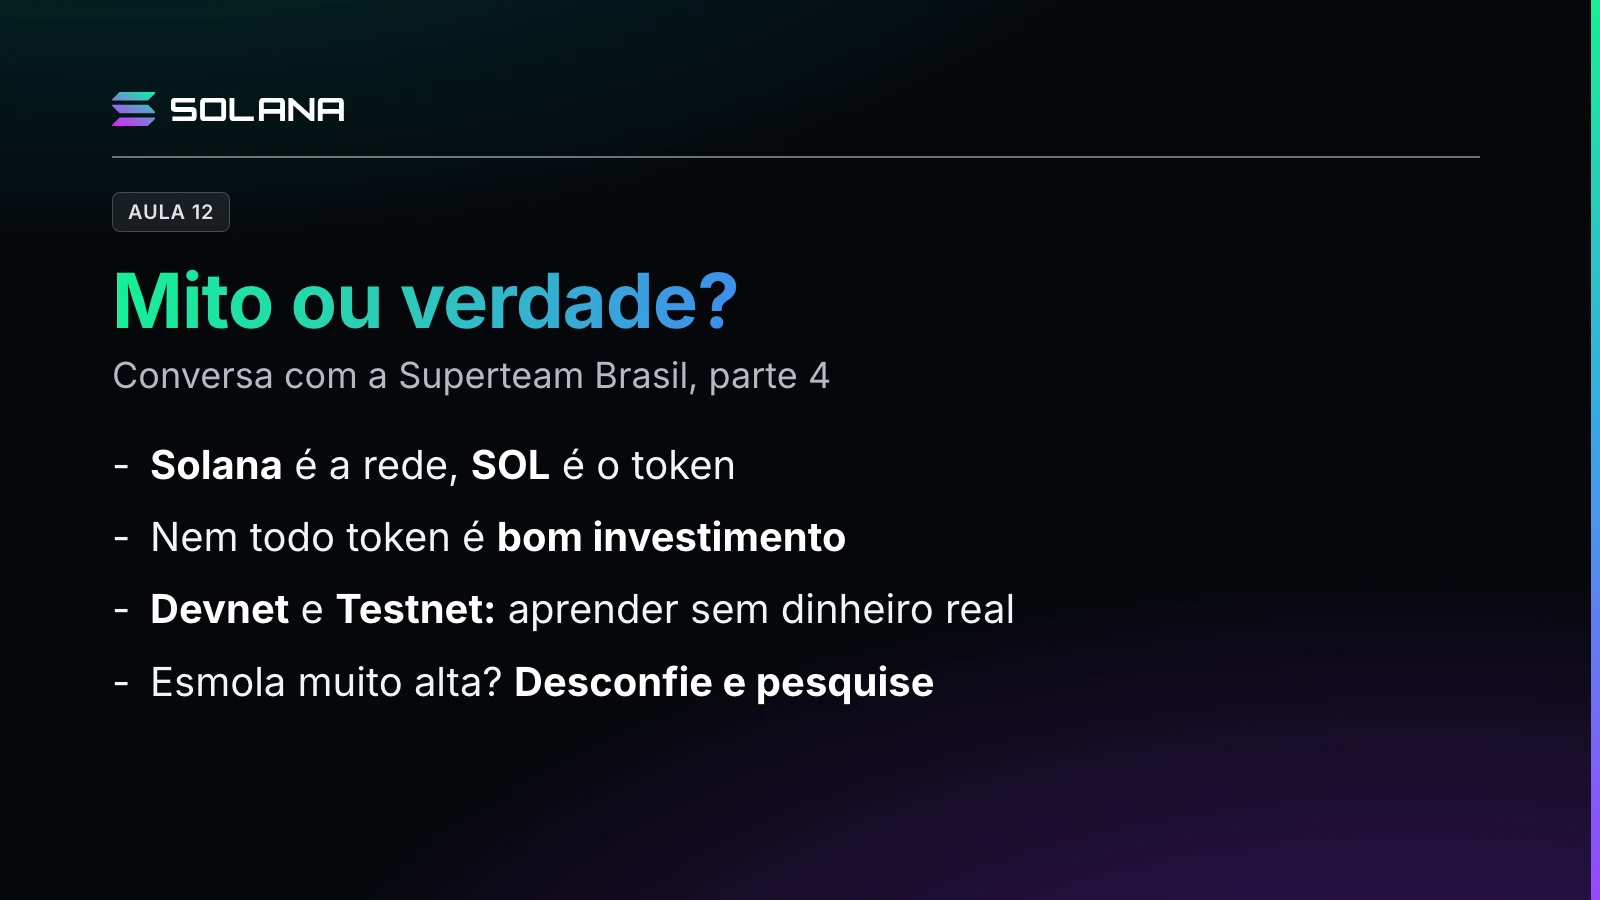 SOLANA
AULA 12
Mito ou verdade?
Conversa com a Superteam Brasil, parte 4
- Solana é a rede, SOL é o token
- Nem todo token é bom investimento
- Devnet e Testnet: aprender sem dinheiro real
- Esmola muito alta? Desconfie e pesquise